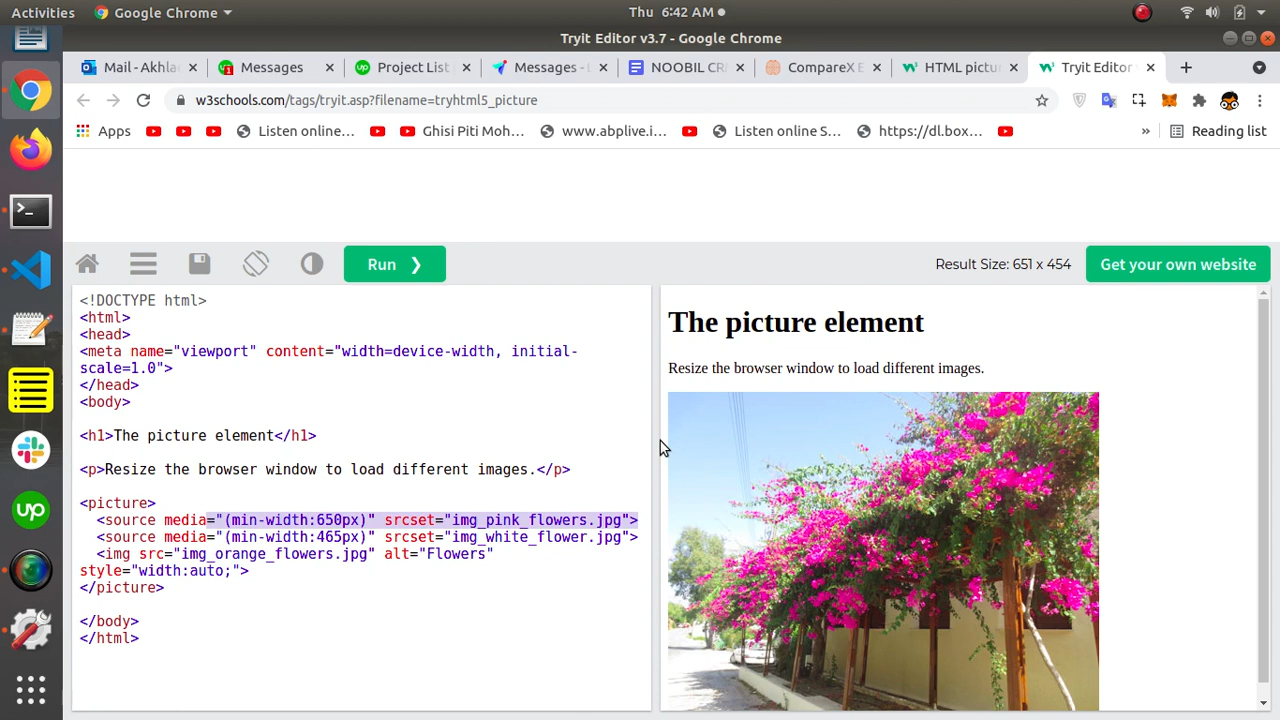 Activities Google Chrome Thu 6:42 AM
Tryit Editor v3.7 - Google Chrome
Mail - Akhla Messages Project List Messages - L NOOBIL CRI CompareX E HTML pictu Tryit Editor
w3schools.com/tags/tryit.asp?filename=tryhtml5_picture
Apps Listen online... Ghisi Piti Moh... www.abplive.i... Listen online S... https://dl.box... » Reading list
Run ❯ Result Size: 651 x 454 Get your own website
<!DOCTYPE html>
<html>
<head>
<meta name="viewport" content="width=device-width, initial-
scale=1.0">
</head>
<body>
<h1>The picture element</h1>
<p>Resize the browser window to load different images.</p>
<picture>
<source media="(min-width:650px)" srcset="img_pink_flowers.jpg">
<source media="(min-width:465px)" srcset="img_white_flower.jpg">
<img src="img_orange_flowers.jpg" alt="Flowers"
style="width:auto;">
</picture>
</body>
</html>
The picture element
Resize the browser window to load different images.